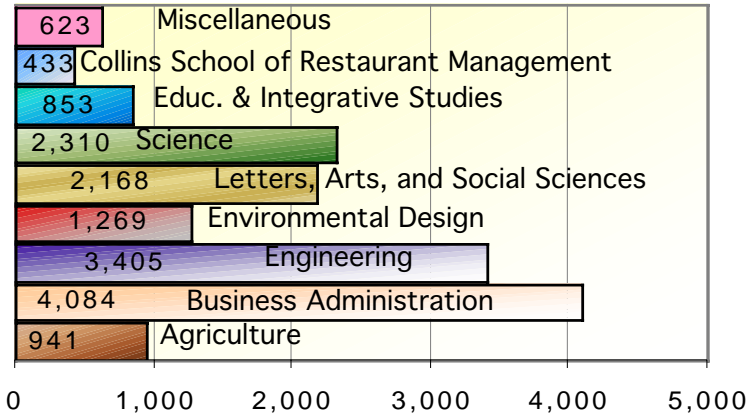 623 Miscellaneous
433 Collins School of Restaurant Management
853 Educ. & Integrative Studies
2,310 Science
2,168 Letters, Arts, and Social Sciences
1,269 Environmental Design
3,405 Engineering
4,084 Business Administration
941 Agriculture
0 1,000 2,000 3,000 4,000 5,000